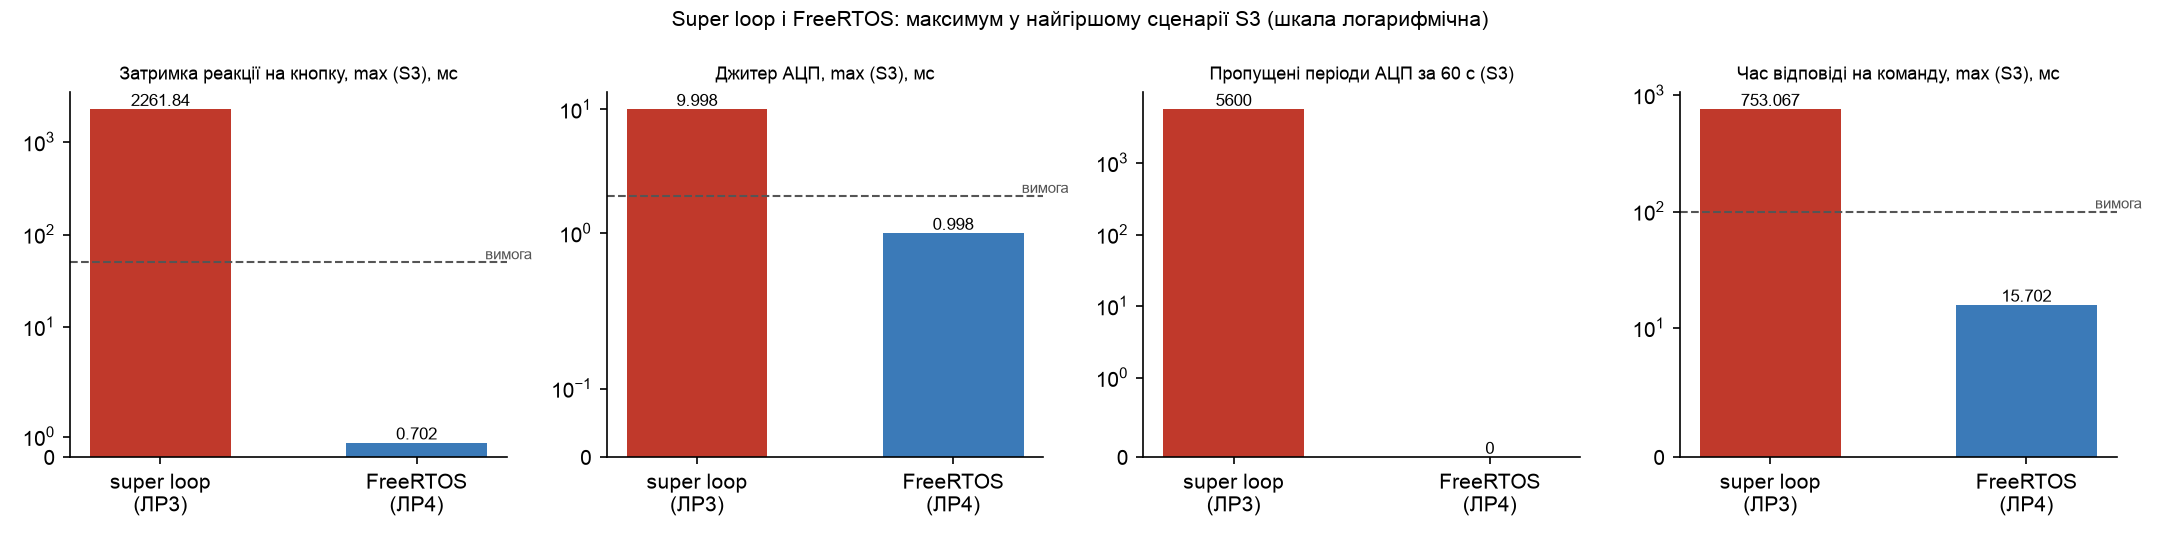 Super loop і FreeRTOS: максимум у найгіршому сценарії S3 (шкала логарифмічна)
Затримка реакції на кнопку, max (S3), мс
2261.84
10³
10²
вимога
10¹
10⁰
0.702
0
super loop
(ЛР3)
FreeRTOS
(ЛР4)
Джитер АЦП, max (S3), мс
10¹
9.998
вимога
10⁰
0.998
10⁻¹
0
super loop
(ЛР3)
FreeRTOS
(ЛР4)
Пропущені періоди АЦП за 60 с (S3)
5600
10³
10²
10¹
10⁰
0
0
super loop
(ЛР3)
FreeRTOS
(ЛР4)
Час відповіді на команду, max (S3), мс
10³
753.067
10²
вимога
15.702
10¹
0
super loop
(ЛР3)
FreeRTOS
(ЛР4)